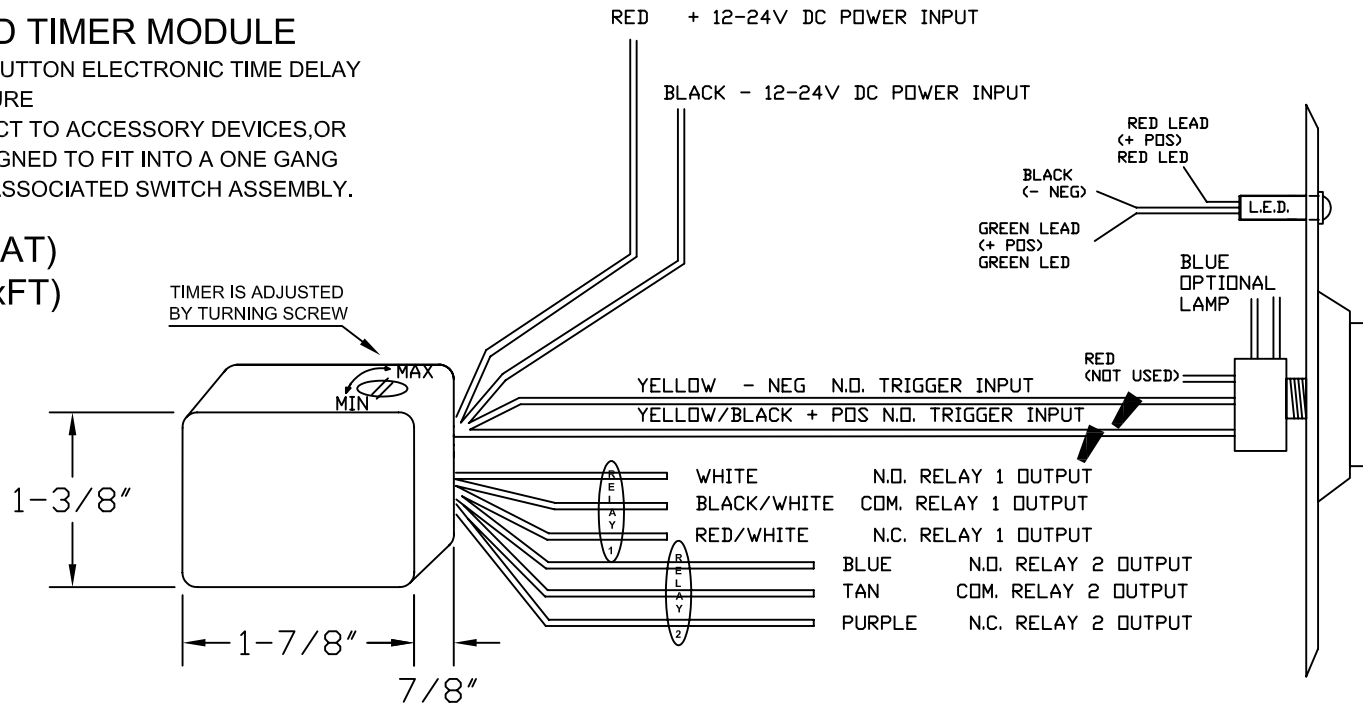 D TIMER MODULE
UTTON ELECTRONIC TIME DELAY
URE
CT TO ACCESSORY DEVICES,OR
GNED TO FIT INTO A ONE GANG
ASSOCIATED SWITCH ASSEMBLY.
AT)
xFT)
RED + 12-24V DC POWER INPUT
BLACK - 12-24V DC POWER INPUT
RED LEAD
(+ POS)
RED LED
BLACK
(- NEG)
L.E.D.
GREEN LEAD
(+ POS)
GREEN LED
BLUE
OPTIONAL
LAMP
TIMER IS ADJUSTED
BY TURNING SCREW
MAX
MIN
RED
(NOT USED)
YELLOW - NEG N.O. TRIGGER INPUT
YELLOW/BLACK + POS N.O. TRIGGER INPUT
RELAY 1
WHITE N.O. RELAY 1 OUTPUT
BLACK/WHITE COM. RELAY 1 OUTPUT
RED/WHITE N.C. RELAY 1 OUTPUT
RELAY 2
BLUE N.O. RELAY 2 OUTPUT
TAN COM. RELAY 2 OUTPUT
PURPLE N.C. RELAY 2 OUTPUT
1-3/8"
1-7/8"
7/8"